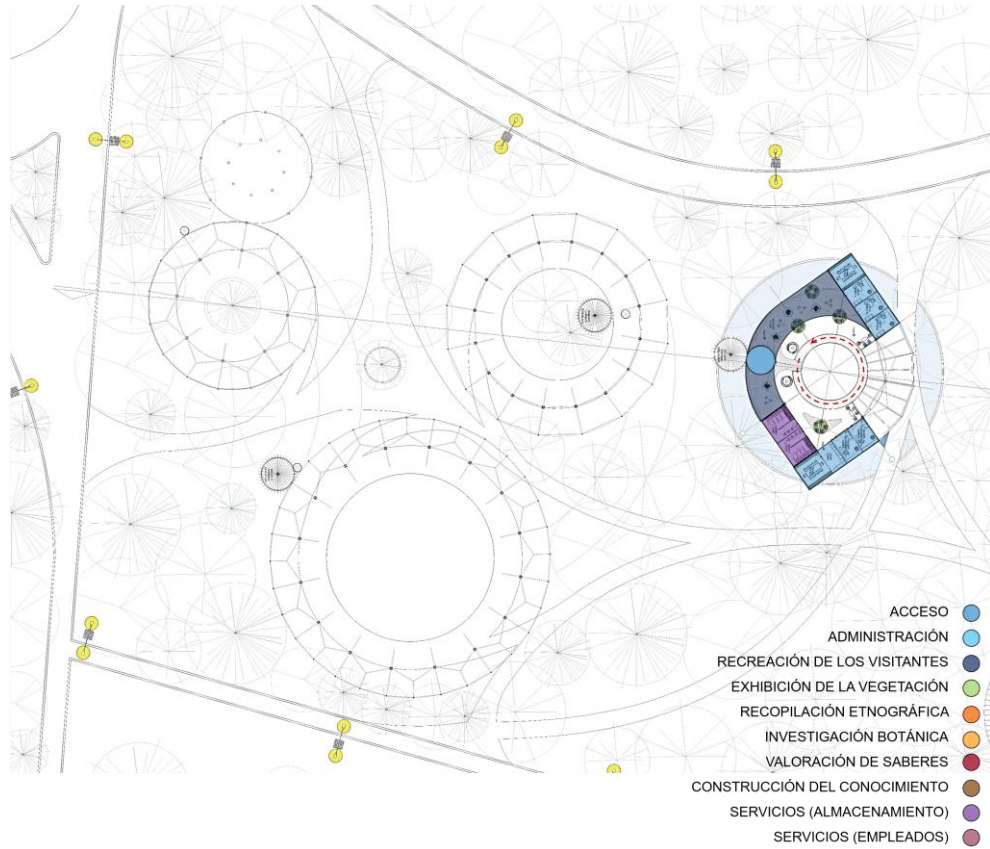 ACCESO
ADMINISTRACIÓN
RECREACIÓN DE LOS VISITANTES
EXHIBICIÓN DE LA VEGETACIÓN
RECOPILACIÓN ETNOGRÁFICA
INVESTIGACIÓN BOTÁNICA
VALORACIÓN DE SABERES
CONSTRUCCIÓN DEL CONOCIMIENTO
SERVICIOS (ALMACENAMIENTO)
SERVICIOS (EMPLEADOS)